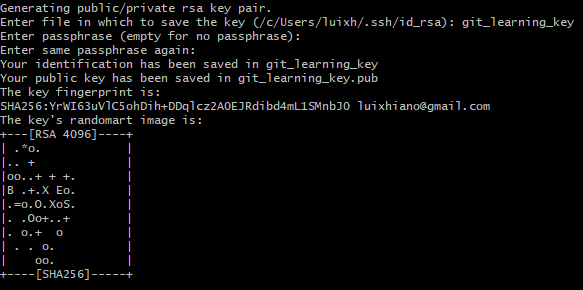 Generating public/private rsa key pair.
Enter file in which to save the key (/c/Users/luixh/.ssh/id_rsa): git_learning_key
Enter passphrase (empty for no passphrase):
Enter same passphrase again:
Your identification has been saved in git_learning_key
Your public key has been saved in git_learning_key.pub
The key fingerprint is:
SHA256:YrWI63uVlC5ohDih+DDqlcz2A0EJRdibd4mL1SMnbJO luixhiano@gmail.com
The key's randomart image is:
+---[RSA 4096]----+
| .*o.            |
|.. +             |
|oo..+ + +.       |
|B .+.X Eo.       |
|.=o.O.XoS.       |
|. .Oo+..+        |
|. o.+  o         |
| . . o.          |
|    oo.          |
+----[SHA256]-----+